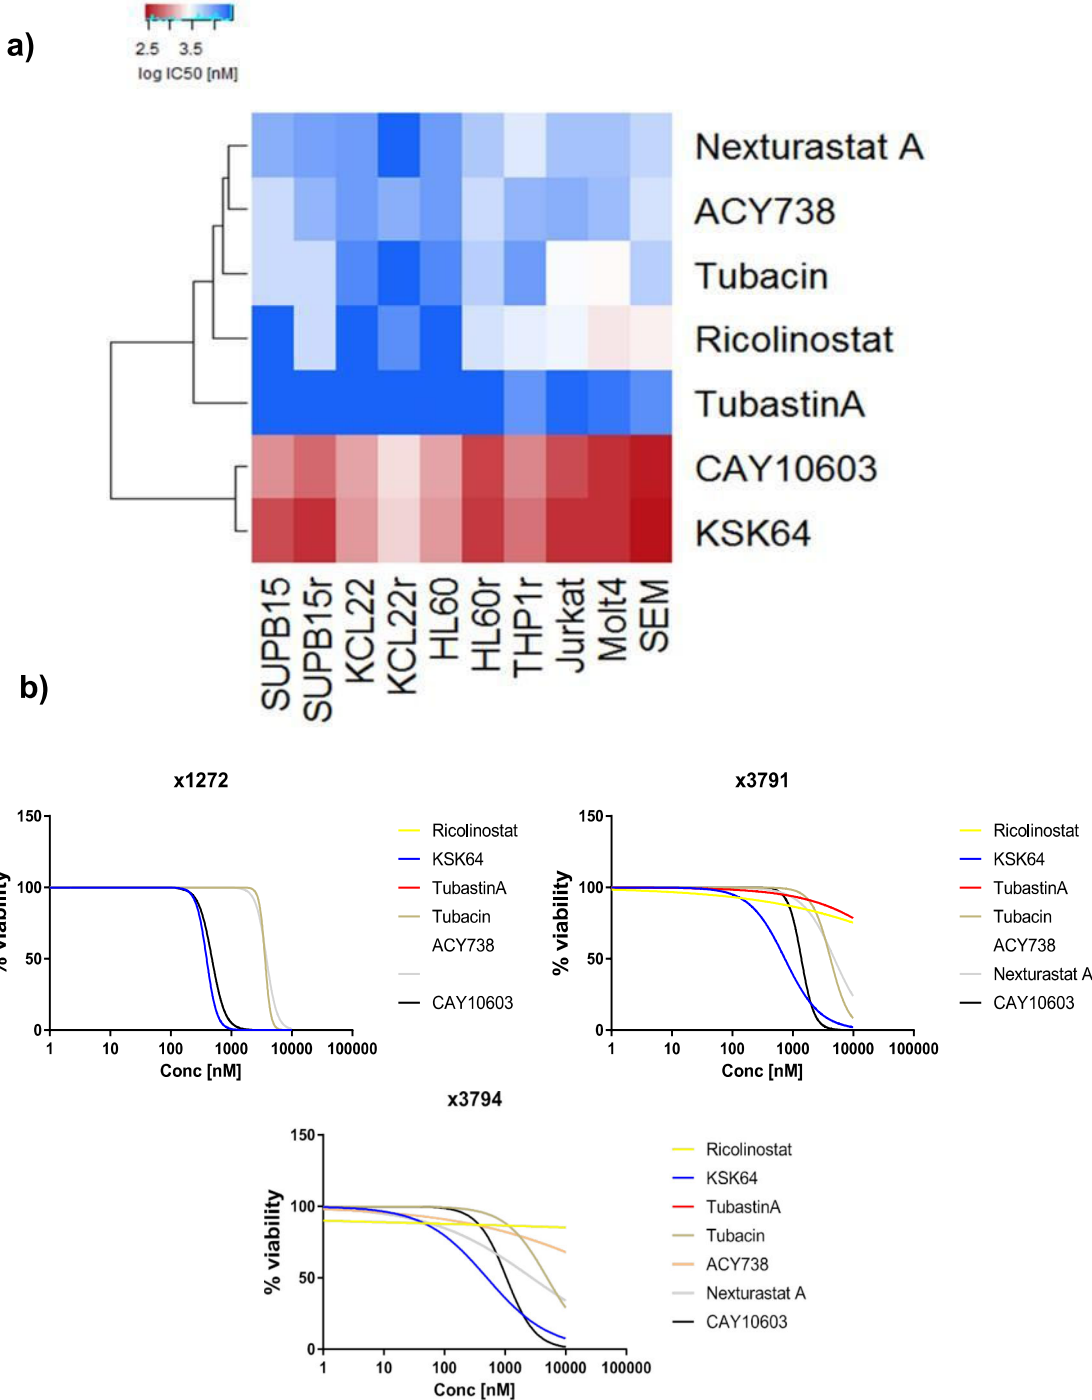 a)
2.5 3.5
log IC50 [nM]
Nexturastat A
ACY738
Tubacin
Ricolinostat
TubastinA
CAY10603
KSK64
SUPB15
SUPB15r
KCL22
KCL22r
HL60
HL60r
THP1r
Jurkat
Molt4
SEM
b)
x1272
150
100
50
0
% viability
1 10 100 1000 10000 100000
Conc [nM]
Ricolinostat
KSK64
TubastinA
Tubacin
ACY738
CAY10603
x3791
150
100
50
0
% viability
1 10 100 1000 10000 100000
Conc [nM]
Ricolinostat
KSK64
TubastinA
Tubacin
ACY738
Nexturastat A
CAY10603
x3794
150
100
50
0
% viability
1 10 100 1000 10000 100000
Conc [nM]
Ricolinostat
KSK64
TubastinA
Tubacin
ACY738
Nexturastat A
CAY10603